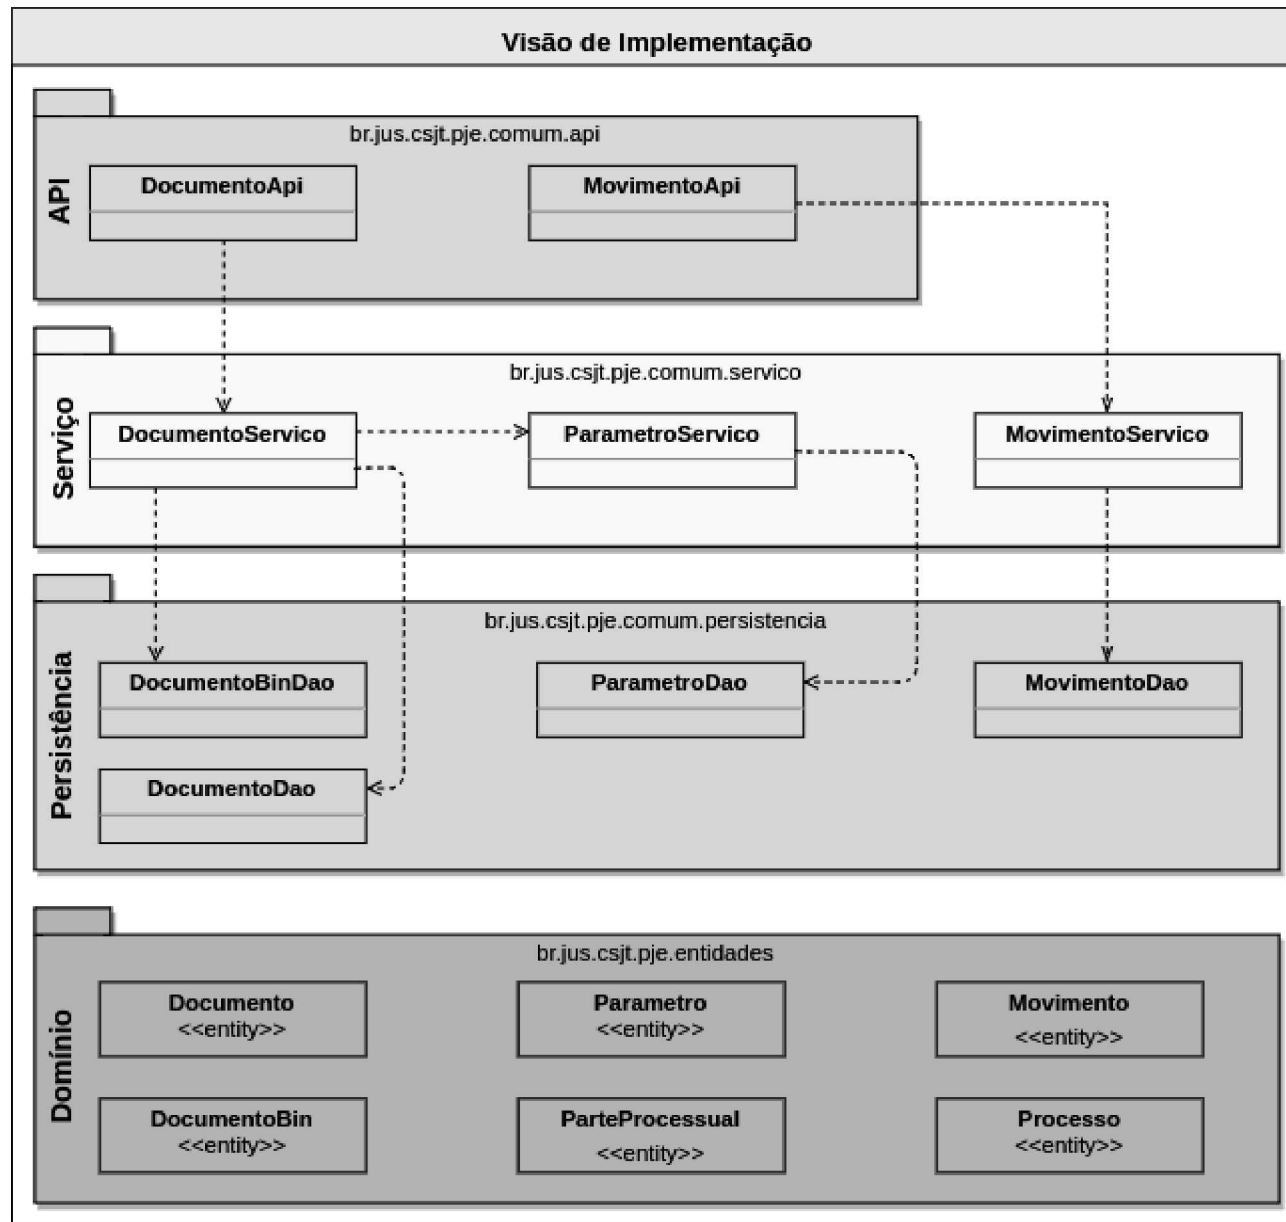 Visão de Implementação
br.jus.csjt.pje.comum.api
API
DocumentoApi
MovimentoApi
br.jus.csjt.pje.comum.servico
Serviço
DocumentoServico
ParametroServico
MovimentoServico
br.jus.csjt.pje.comum.persistencia
Persistência
DocumentoBinDao
ParametroDao
MovimentoDao
DocumentoDao
br.jus.csjt.pje.entidades
Domínio
Documento
<<entity>>
Parametro
<<entity>>
Movimento
<<entity>>
DocumentoBin
<<entity>>
ParteProcessual
<<entity>>
Processo
<<entity>>